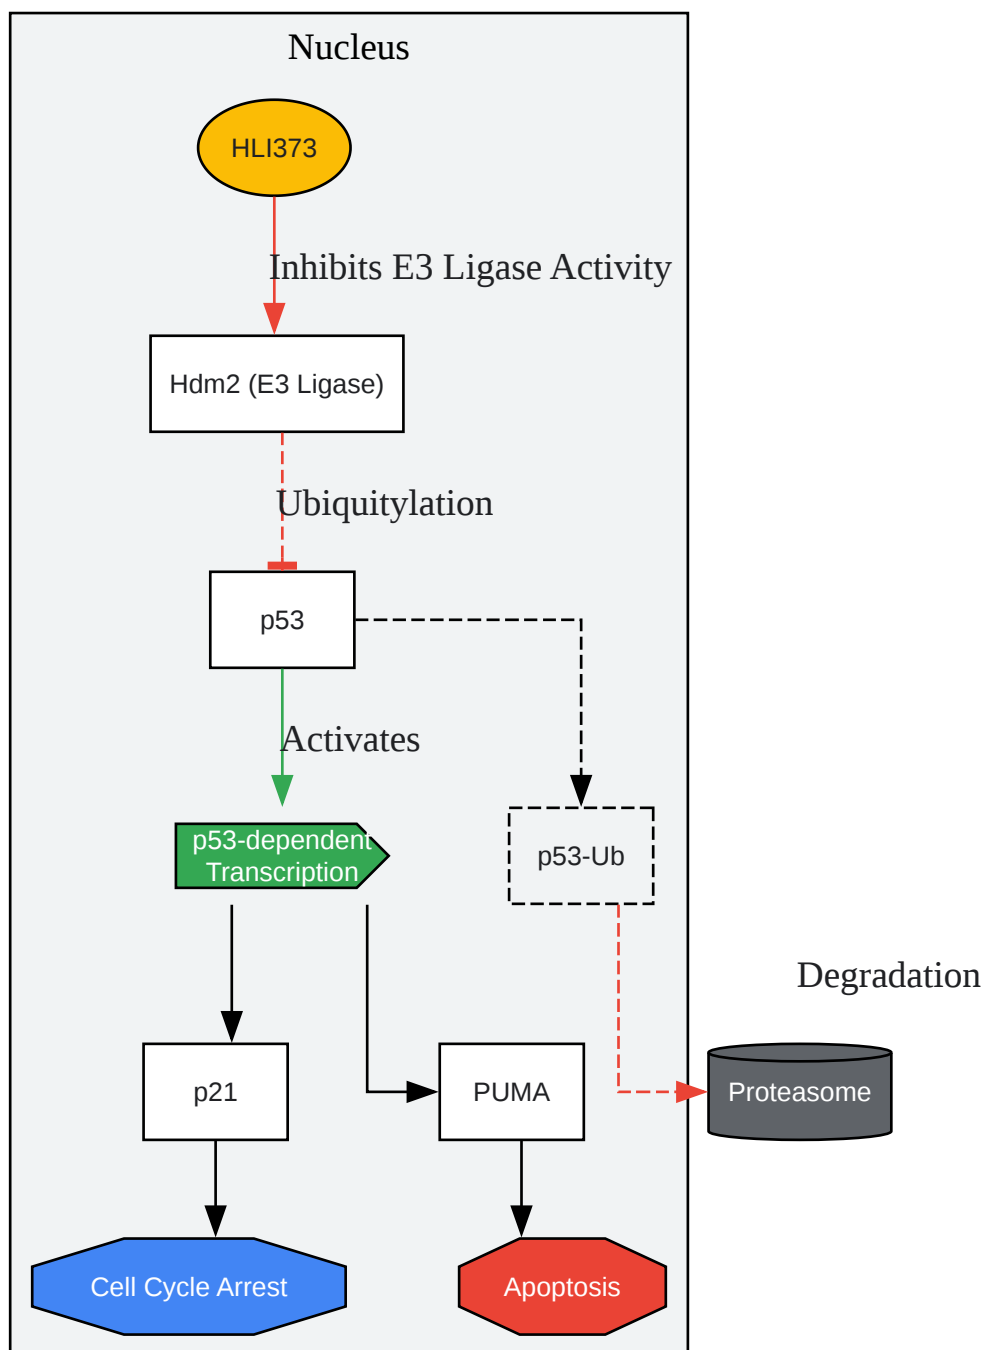 Nucleus
HLI373
Inhibits E3 Ligase Activity
Hdm2 (E3 Ligase)
Ubiquitylation
p53
Activates
p53-dependent
Transcription
p53-Ub
Degradation
p21
PUMA
Proteasome
Cell Cycle Arrest
Apoptosis